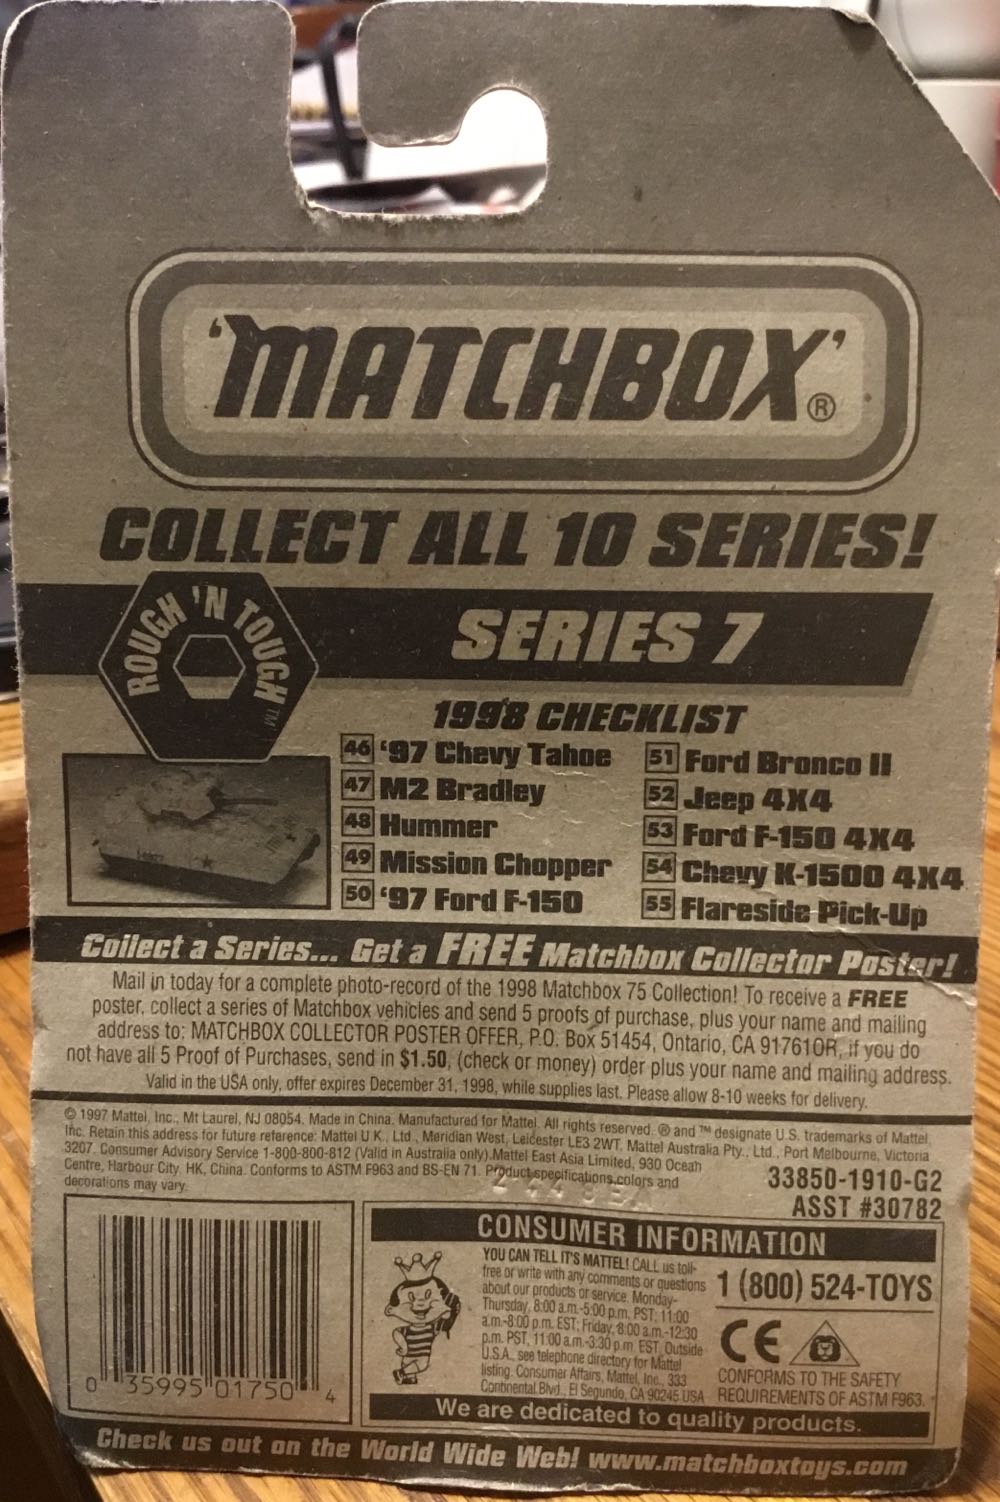 'MATCHBOX'®
COLLECT ALL 10 SERIES!
ROUGH 'N TOUGH™
SERIES 7
1998 CHECKLIST
46 '97 Chevy Tahoe
47 M2 Bradley
48 Hummer
49 Mission Chopper
50 '97 Ford F-150
51 Ford Bronco II
52 Jeep 4X4
53 Ford F-150 4X4
54 Chevy K-1500 4X4
55 Flareside Pick-Up
Collect a Series... Get a FREE Matchbox Collector Poster!
Mail in today for a complete photo-record of the 1998 Matchbox 75 Collection! To receive a FREE
poster, collect a series of Matchbox vehicles and send 5 proofs of purchase, plus your name and mailing
address to: MATCHBOX COLLECTOR POSTER OFFER, P.O. Box 51454, Ontario, CA 91761OR, if you do
not have all 5 Proof of Purchases, send in $1.50, (check or money) order plus your name and mailing address.
Valid in the USA only, offer expires December 31, 1998, while supplies last. Please allow 8-10 weeks for delivery.
© 1997 Mattel, Inc., Mt Laurel, NJ 08054. Made in China. Manufactured for Mattel. All rights reserved. ® and ™ designate U.S. trademarks of Mattel,
Inc. Retain this address for future reference: Mattel U K., Ltd., Meridian West, Leicester LE3 2WT. Mattel Australia Pty., Ltd., Port Melbourne, Victoria
3207. Consumer Advisory Service 1-800-800-812 (Valid in Australia only).Mattel East Asia Limited, 930 Ocean
Centre, Harbour City. HK, China. Conforms to ASTM F963 and BS-EN 71. Product specifications,colors and
decorations may vary.
33850-1910-G2
ASST #30782
CONSUMER INFORMATION
YOU CAN TELL IT'S MATTEL! CALL us toll-
free or write with any comments or questions
about our products or service. Monday-
Thursday, 8:00 a.m.-5:00 p.m. PST; 11:00
a.m.-8:00 p.m. EST; Friday, 8:00 a.m.-12:30
p.m. PST, 11:00 a.m.-3:30 p.m. EST. Outside
U.S.A., see telephone directory for Mattel
listing. Consumer Affairs, Mattel, Inc., 333
Continental Blvd., El Segundo, CA 90245 USA
1 (800) 524-TOYS
CE
CONFORMS TO THE SAFETY
REQUIREMENTS OF ASTM F963.
We are dedicated to quality products.
0 35995 01750 4
Check us out on the World Wide Web! www.matchboxtoys.com